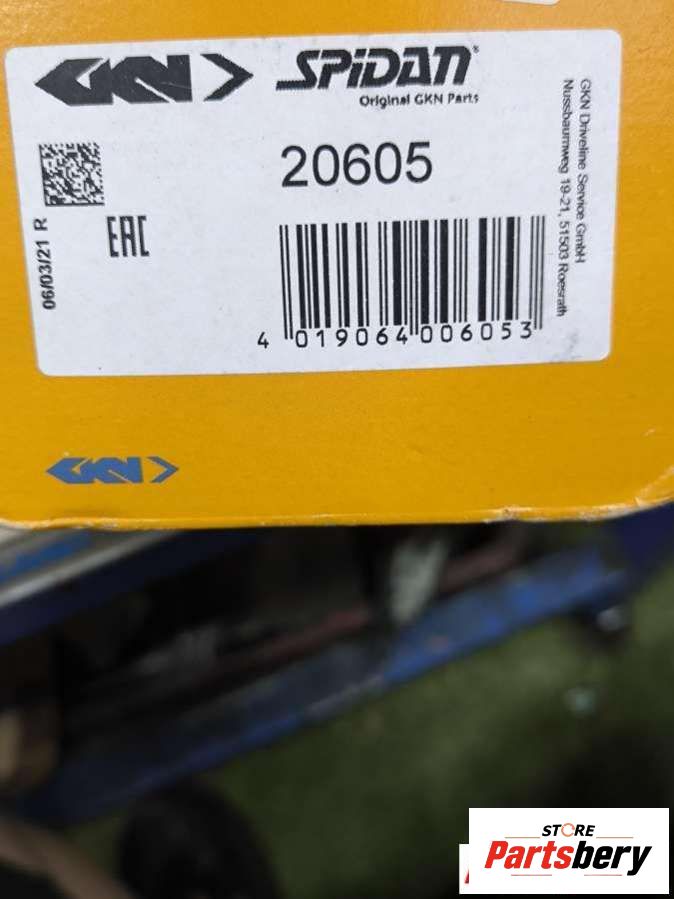 GKN SPiDAN®
Original GKN Parts
20605
EAC
06/03/21 R
4 019064 006053
GKN Driveline Service GmbH
Nussbaumweg 19-21, 51503 Roesrath
GKN
STORE
Partsbery